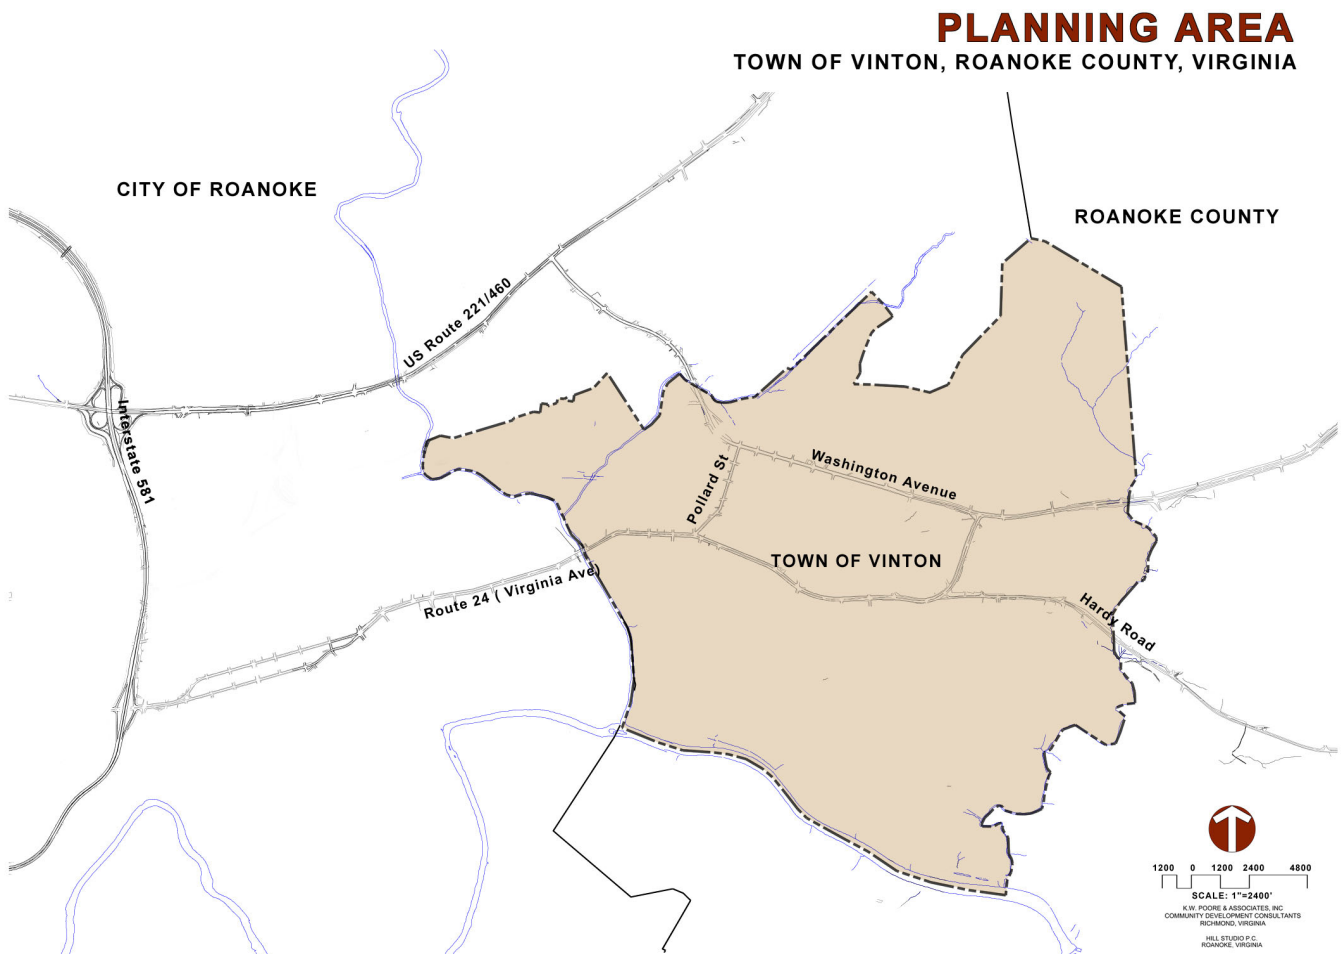 PLANNING AREA
TOWN OF VINTON, ROANOKE COUNTY, VIRGINIA
CITY OF ROANOKE
ROANOKE COUNTY
US Route 221/460
Interstate 581
Washington Avenue
Pollard St
TOWN OF VINTON
Route 24 ( Virginia Ave)
Hardy Road
1200 0 1200 2400 4800
SCALE: 1"=2400'
K.W. POORE & ASSOCIATES, INC
COMMUNITY DEVELOPMENT CONSULTANTS
RICHMOND, VIRGINIA
HILL STUDIO P.C.
ROANOKE, VIRGINIA